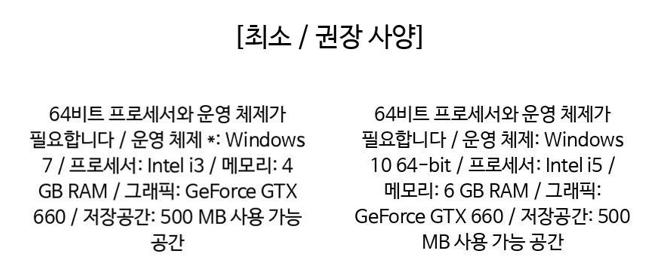 [최소 / 권장 사양]
64비트 프로세서와 운영 체제가
필요합니다 / 운영 체제 *: Windows
7 / 프로세서: Intel i3 / 메모리: 4
GB RAM / 그래픽: GeForce GTX
660 / 저장공간: 500 MB 사용 가능
공간
64비트 프로세서와 운영 체제가
필요합니다 / 운영 체제: Windows
10 64-bit / 프로세서: Intel i5 /
메모리: 6 GB RAM / 그래픽:
GeForce GTX 660 / 저장공간: 500
MB 사용 가능 공간